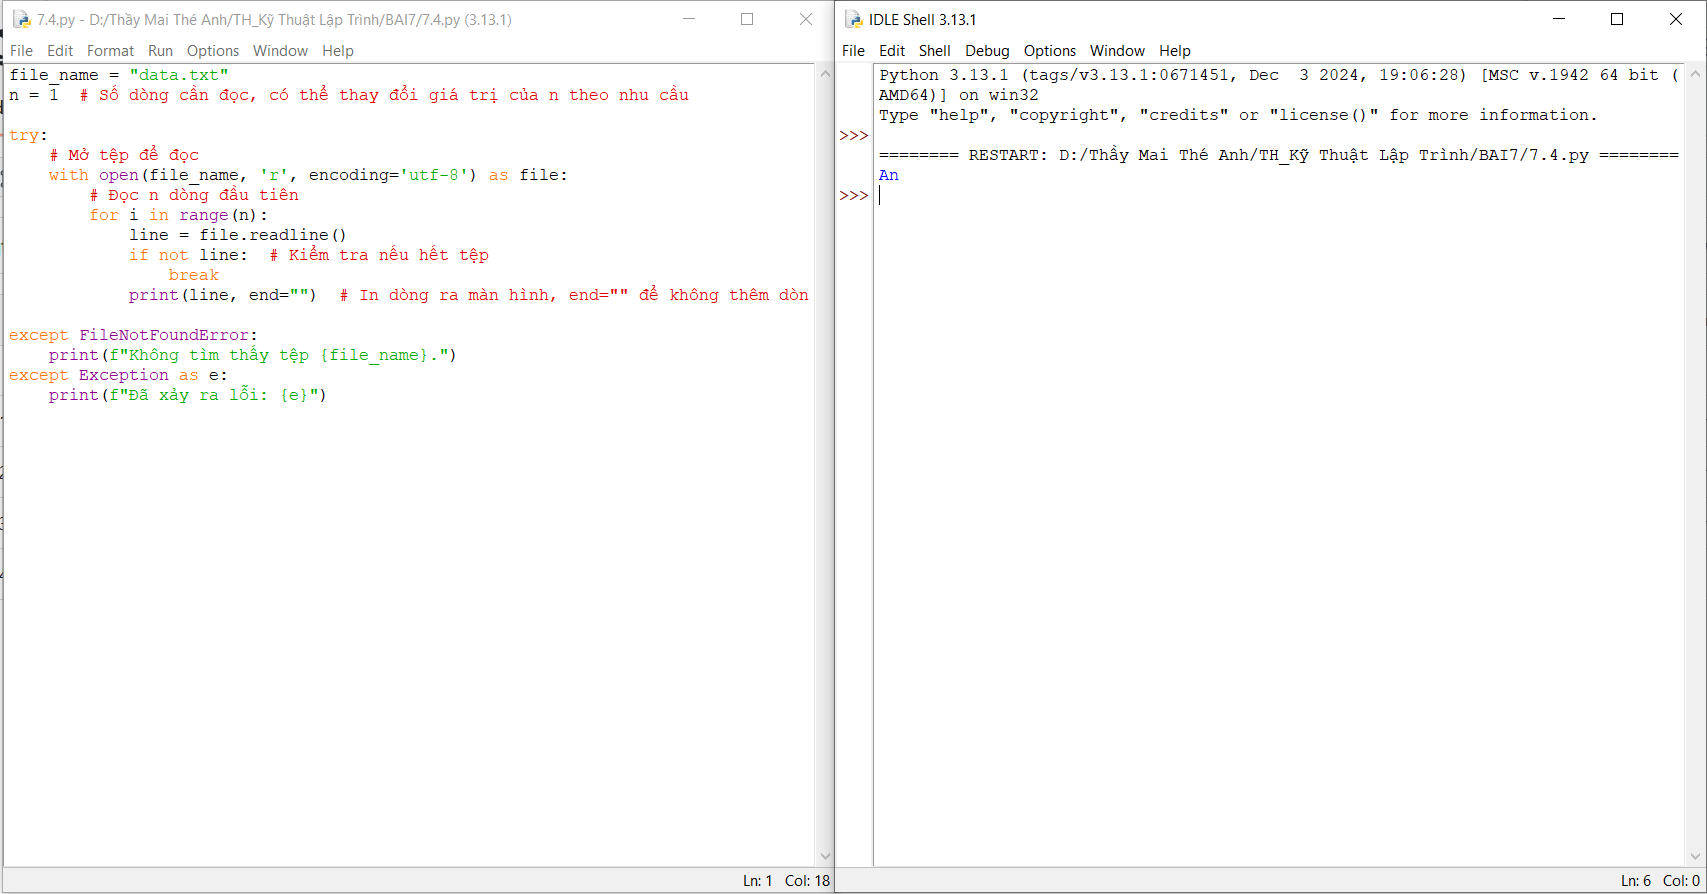 7.4.py - D:/Thầy Mai Thé Anh/TH_Kỹ Thuật Lập Trình/BAI7/7.4.py (3.13.1)
File Edit Format Run Options Window Help
file_name = "data.txt"
n = 1  # Số dòng cần đọc, có thể thay đổi giá trị của n theo nhu cầu
try:
    # Mở tệp để đọc
    with open(file_name, 'r', encoding='utf-8') as file:
        # Đọc n dòng đầu tiên
        for i in range(n):
            line = file.readline()
            if not line:  # Kiểm tra nếu hết tệp
                break
            print(line, end="")  # In dòng ra màn hình, end="" để không thêm dòn
except FileNotFoundError:
    print(f"Không tìm thấy tệp {file_name}.")
except Exception as e:
    print(f"Đã xảy ra lỗi: {e}")
Ln: 1 Col: 18
IDLE Shell 3.13.1
File Edit Shell Debug Options Window Help
Python 3.13.1 (tags/v3.13.1:0671451, Dec  3 2024, 19:06:28) [MSC v.1942 64 bit (
AMD64)] on win32
Type "help", "copyright", "credits" or "license()" for more information.
>>>
======== RESTART: D:/Thầy Mai Thé Anh/TH_Kỹ Thuật Lập Trình/BAI7/7.4.py ========
An
>>>
Ln: 6 Col: 0